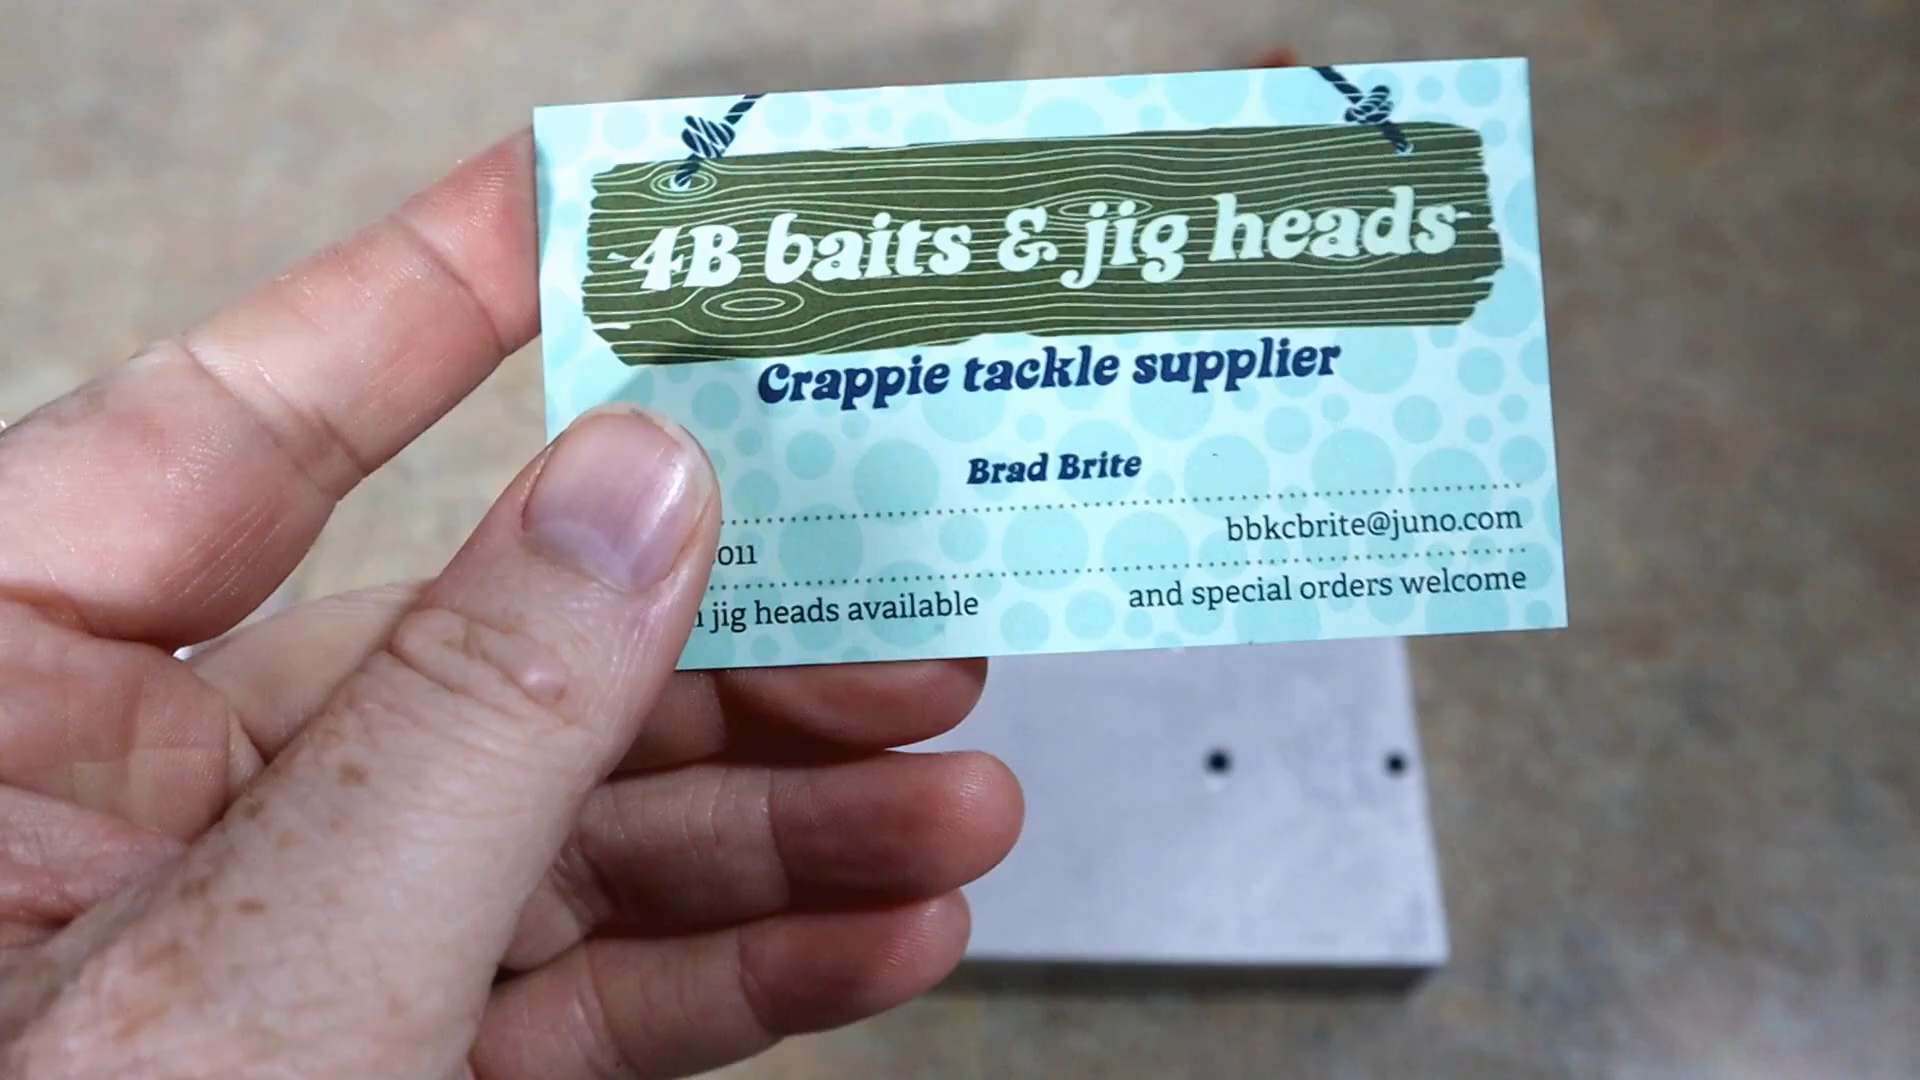 4B baits & jig heads
Crappie tackle supplier
Brad Brite
011
bbkcbrite@juno.com
jig heads available
and special orders welcome